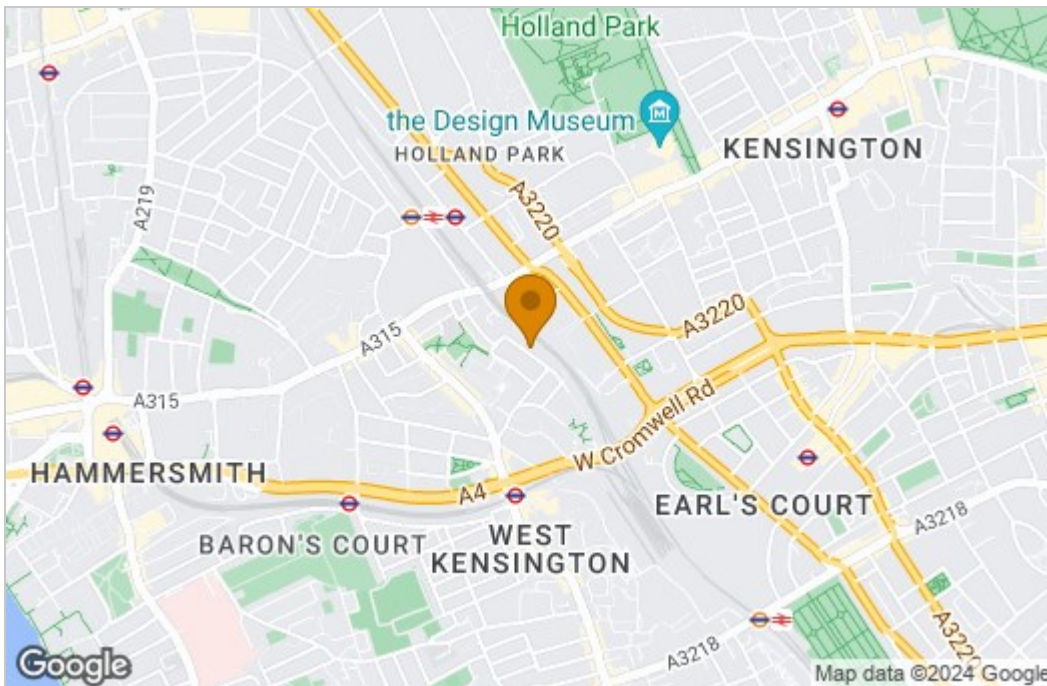 Holland Park
the Design Museum
HOLLAND PARK
KENSINGTON
A219
A3220
A3220
A315
A315
W Cromwell Rd
HAMMERSMITH
A4
EARL'S COURT
A3218
BARON'S COURT
WEST
KENSINGTON
A3218
A3220
Google
Map data ©2024 Google